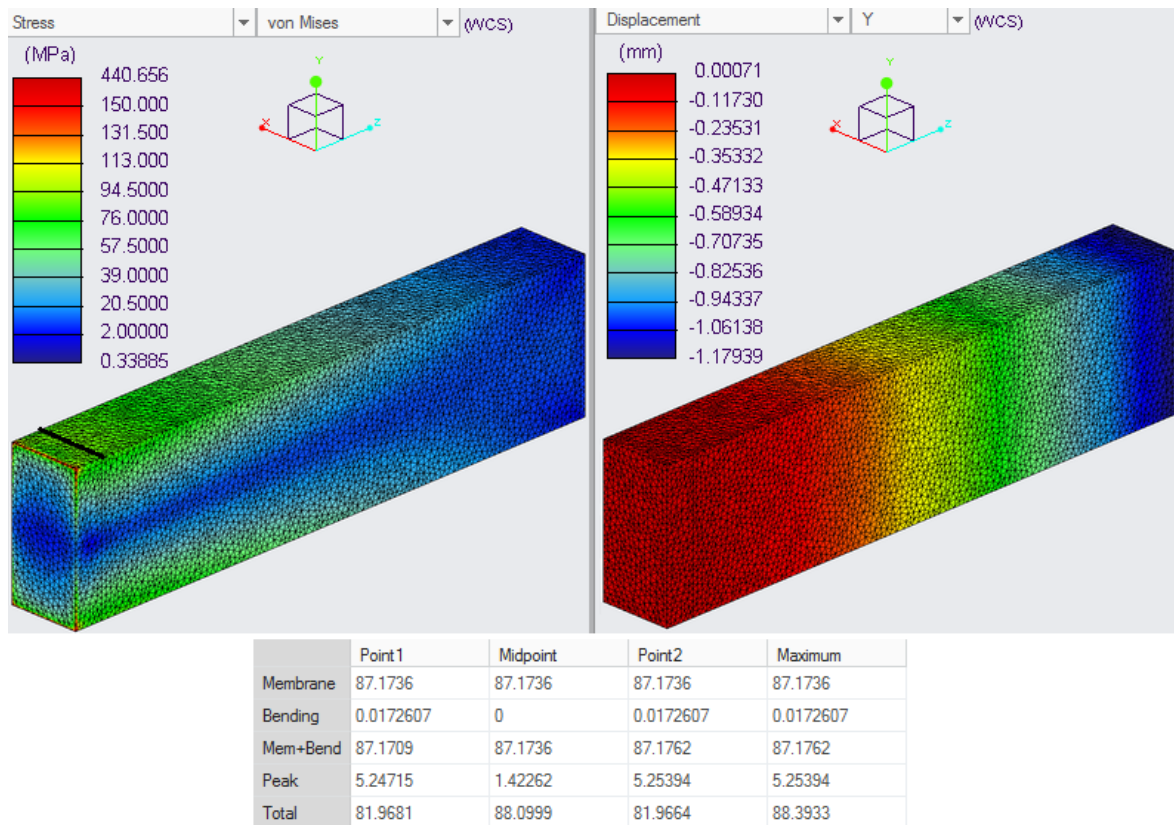 Stress von Mises (WCS)
(MPa)
440.656
150.000
131.500
113.000
94.5000
76.0000
57.5000
39.0000
20.5000
2.00000
0.33885
Y
X Z
Displacement Y (WCS)
(mm)
0.00071
-0.11730
-0.23531
-0.35332
-0.47133
-0.58934
-0.70735
-0.82536
-0.94337
-1.06138
-1.17939
Y
X Z
Point1 Midpoint Point2 Maximum
Membrane 87.1736 87.1736 87.1736 87.1736
Bending 0.0172607 0 0.0172607 0.0172607
Mem+Bend 87.1709 87.1736 87.1762 87.1762
Peak 5.24715 1.42262 5.25394 5.25394
Total 81.9681 88.0999 81.9664 88.3933